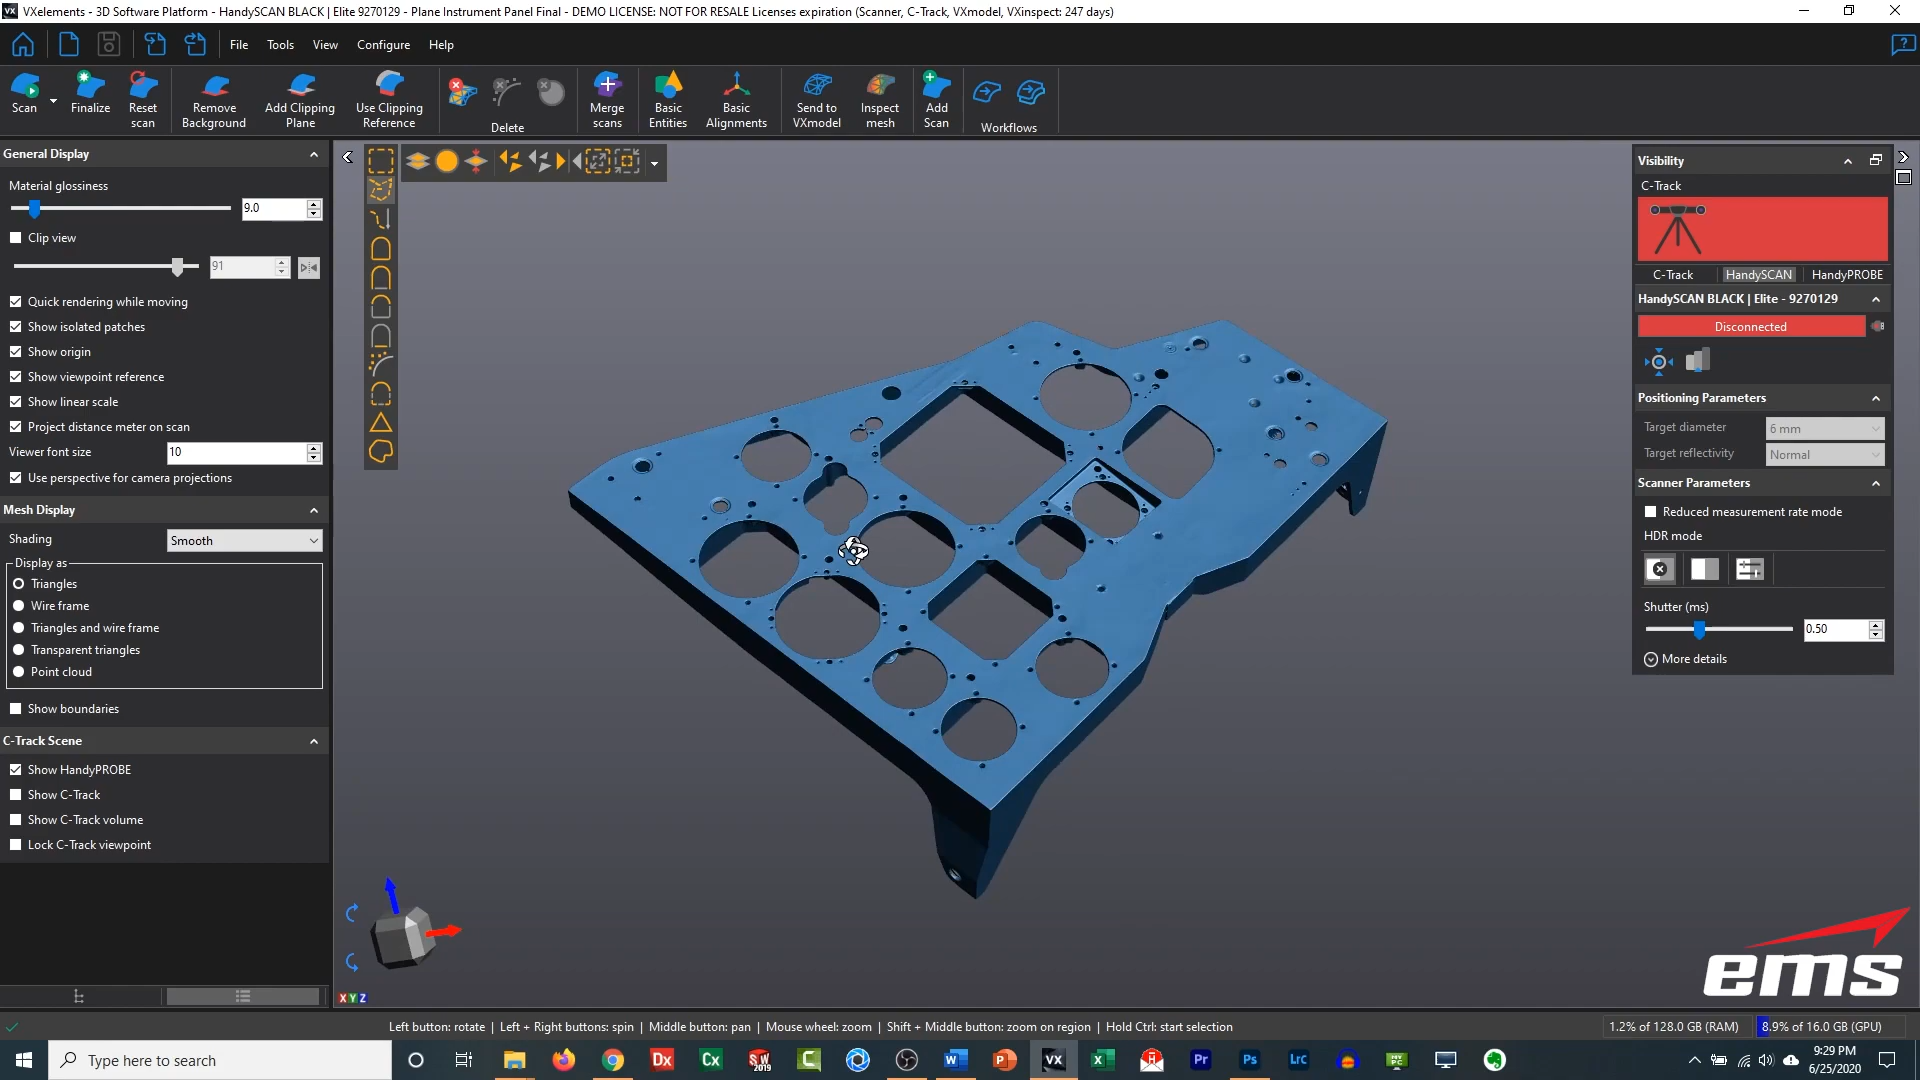 VXelements - 3D Software Platform - HandySCAN BLACK | Elite 9270129 - Plane Instrument Panel Final - DEMO LICENSE: NOT FOR RESALE Licenses expiration (Scanner, C-Track, VXmodel, VXinspect: 247 days)
File Tools View Configure Help
Scan
Finalize
Reset scan
Remove Background
Add Clipping Plane
Use Clipping Reference
Delete
Merge scans
Basic Entities
Basic Alignments
Send to VXmodel
Inspect mesh
Add Scan
Workflows
General Display
Material glossiness
9.0
Clip view
91
Quick rendering while moving
Show isolated patches
Show origin
Show viewpoint reference
Show linear scale
Project distance meter on scan
Viewer font size 10
Use perspective for camera projections
Mesh Display
Shading Smooth
Display as
Triangles
Wire frame
Triangles and wire frame
Transparent triangles
Point cloud
Show boundaries
C-Track Scene
Show HandyPROBE
Show C-Track
Show C-Track volume
Lock C-Track viewpoint
XYZ
Visibility
C-Track
C-Track HandySCAN HandyPROBE
HandySCAN BLACK | Elite - 9270129
Disconnected
Positioning Parameters
Target diameter 6 mm
Target reflectivity Normal
Scanner Parameters
Reduced measurement rate mode
HDR mode
Shutter (ms)
0.50
More details
ems
Left button: rotate | Left + Right buttons: spin | Middle button: pan | Mouse wheel: zoom | Shift + Middle button: zoom on region | Hold Ctrl: start selection
1.2% of 128.0 GB (RAM) 8.9% of 16.0 GB (GPU)
Type here to search
Dx Cx SW 2019 C W P VX X Pr Ps Lrc
9:29 PM
6/25/2020